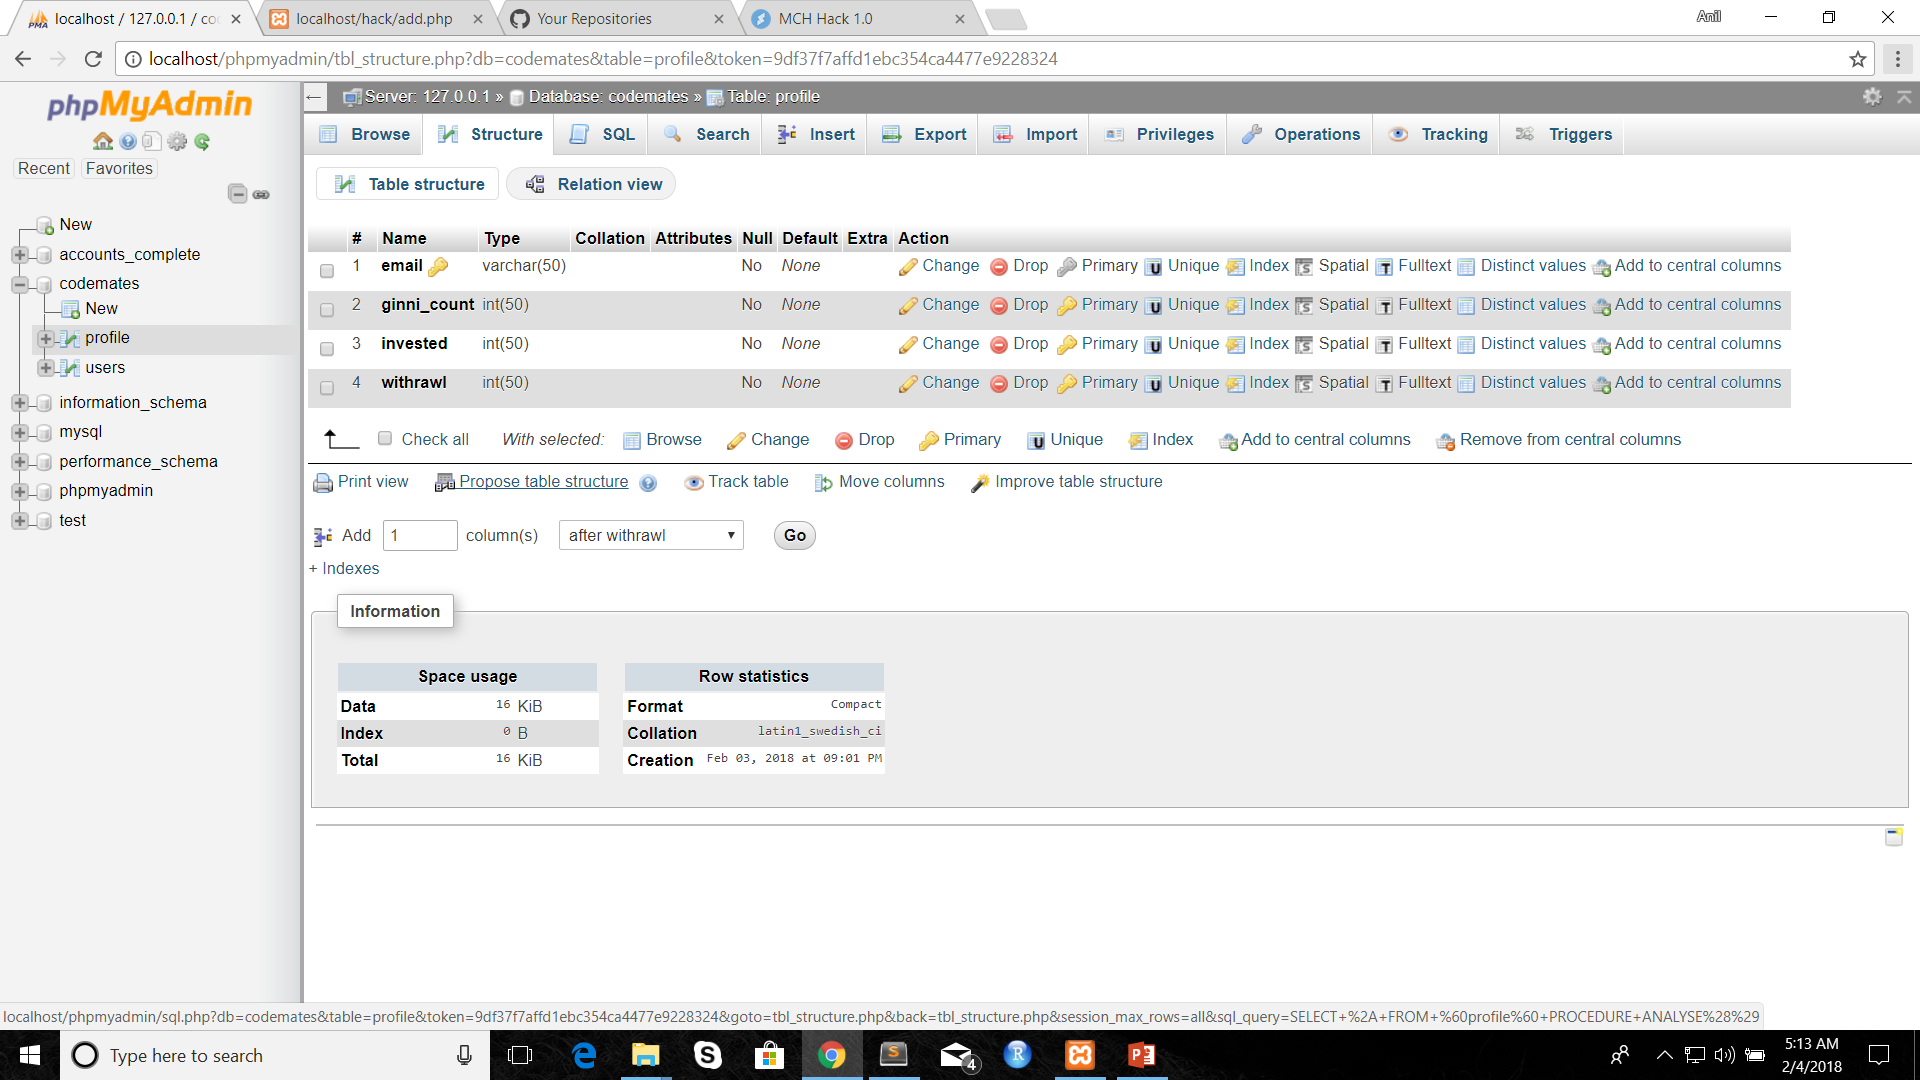 localhost / 127.0.0.1 / co
localhost/hack/add.php
Your Repositories
MCH Hack 1.0
Anil
localhost/phpmyadmin/tbl_structure.php?db=codemates&table=profile&token=9df37f7affd1ebc354ca4477e9228324
phpMyAdmin
Recent Favorites
New
accounts_complete
codemates
New
profile
users
information_schema
mysql
performance_schema
phpmyadmin
test
Server: 127.0.0.1 » Database: codemates » Table: profile
Browse Structure SQL Search Insert Export Import Privileges Operations Tracking Triggers
Table structure Relation view
# Name Type Collation Attributes Null Default Extra Action
1 email varchar(50) No None Change Drop Primary Unique Index Spatial Fulltext Distinct values Add to central columns
2 ginni_count int(50) No None Change Drop Primary Unique Index Spatial Fulltext Distinct values Add to central columns
3 invested int(50) No None Change Drop Primary Unique Index Spatial Fulltext Distinct values Add to central columns
4 withrawl int(50) No None Change Drop Primary Unique Index Spatial Fulltext Distinct values Add to central columns
Check all With selected: Browse Change Drop Primary Unique Index Add to central columns Remove from central columns
Print view Propose table structure Track table Move columns Improve table structure
Add 1 column(s) after withrawl Go
+ Indexes
Information
Space usage
Data 16 KiB
Index 0 B
Total 16 KiB
Row statistics
Format Compact
Collation latin1_swedish_ci
Creation Feb 03, 2018 at 09:01 PM
localhost/phpmyadmin/sql.php?db=codemates&table=profile&token=9df37f7affd1ebc354ca4477e9228324&goto=tbl_structure.php&back=tbl_structure.php&session_max_rows=all&sql_query=SELECT+%2A+FROM+%60profile%60+PROCEDURE+ANALYSE%28%29
Type here to search
4
5:13 AM
2/4/2018